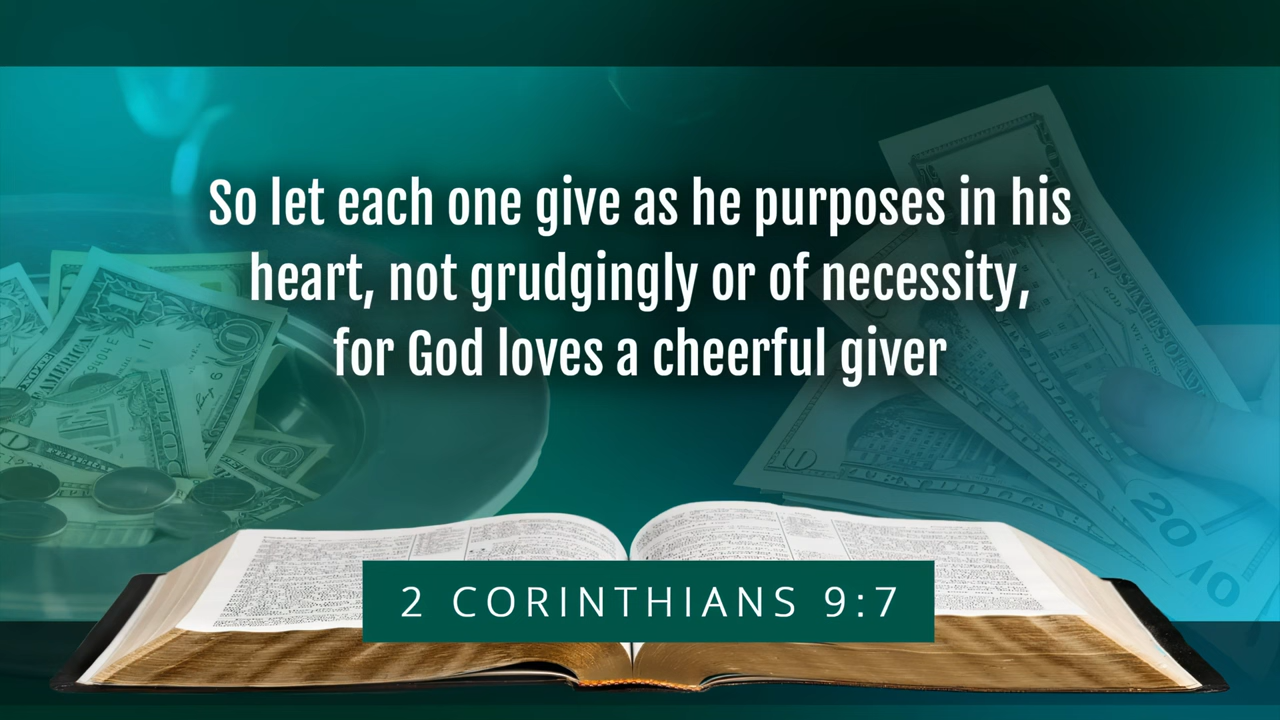 So let each one give as he purposes in his
heart, not grudgingly or of necessity,
for God loves a cheerful giver
2 CORINTHIANS 9:7